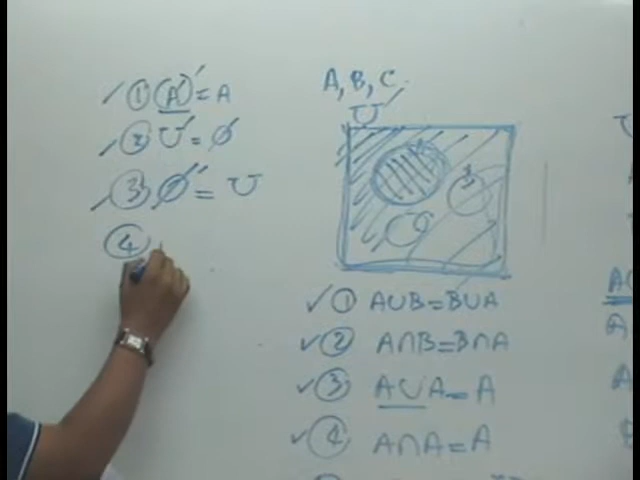 ① (A')' = A
② U' = ∅
③ ∅' = U
④
A, B, C.
U
① A∪B=B∪A
② A∩B=B∩A
③ A∪A=A
④ A∩A=A